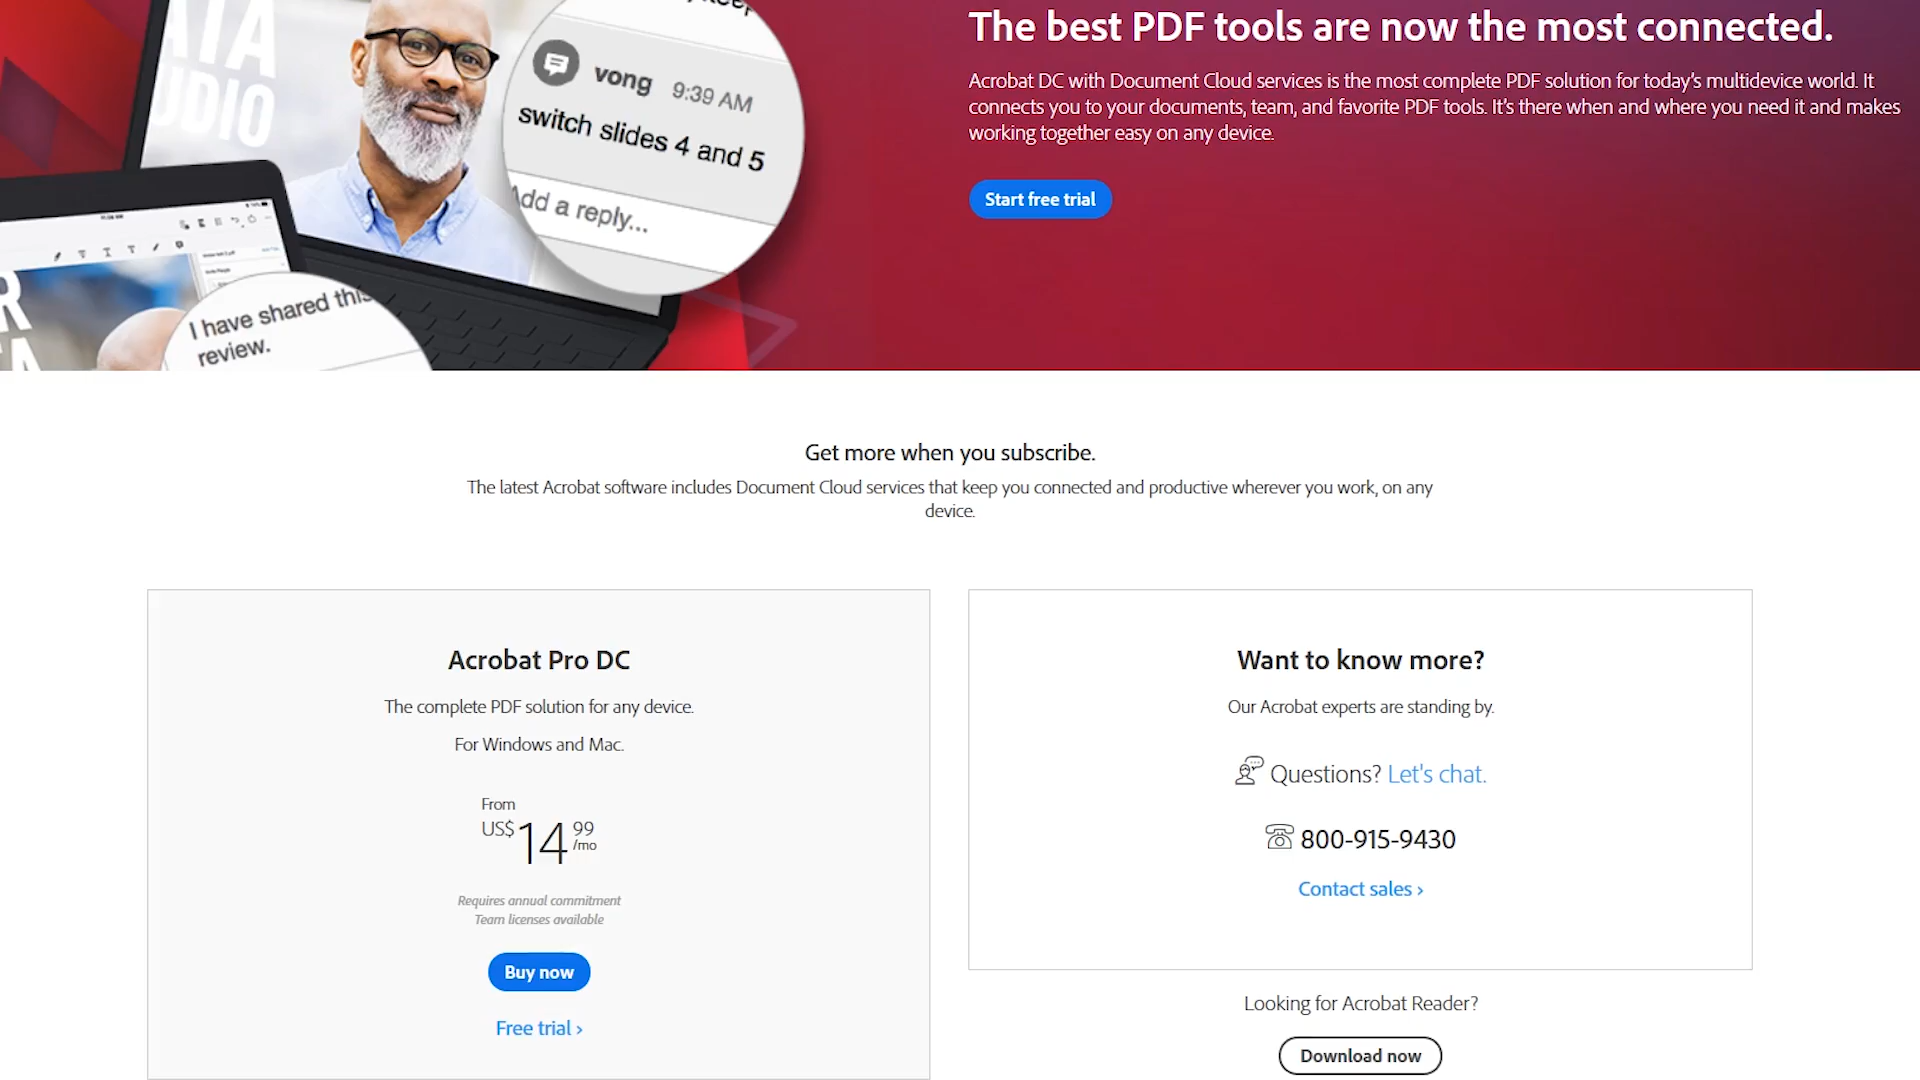 The best PDF tools are now the most connected.
Acrobat DC with Document Cloud services is the most complete PDF solution for today's multidevice world. It
connects you to your documents, team, and favorite PDF tools. It's there when and where you need it and makes
working together easy on any device.
Start free trial
vong 9:39 AM
switch slides 4 and 5
Add a reply...
I have shared this
review.
Get more when you subscribe.
The latest Acrobat software includes Document Cloud services that keep you connected and productive wherever you work, on any
device.
Acrobat Pro DC
The complete PDF solution for any device.
For Windows and Mac.
From
US$ 14 99 /mo
Requires annual commitment
Team licenses available
Buy now
Free trial ›
Want to know more?
Our Acrobat experts are standing by.
Questions? Let's chat.
800-915-9430
Contact sales ›
Looking for Acrobat Reader?
Download now